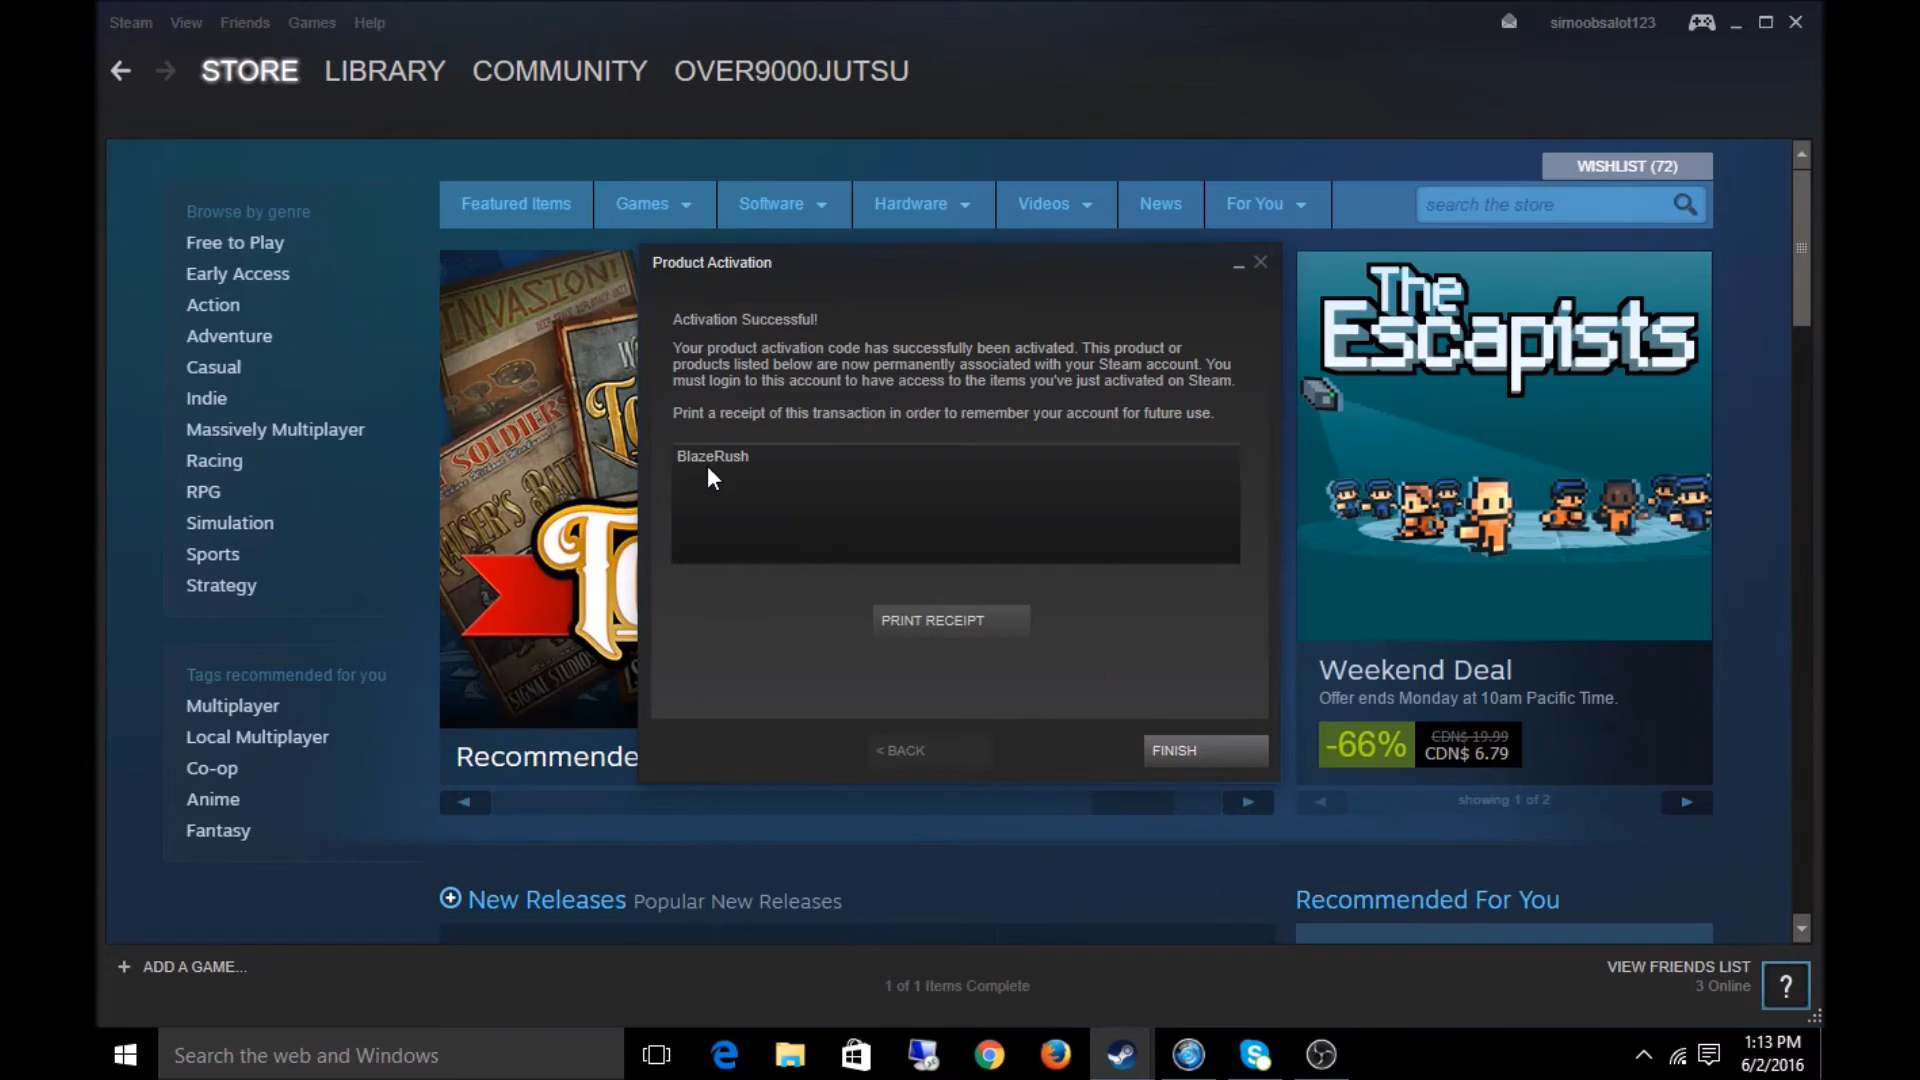 Steam View Friends Games Help
simoobsalot123
STORE LIBRARY COMMUNITY OVER9000JUTSU
WISHLIST (72)
Featured Items Games Software Hardware Videos News For You
search the store
Browse by genre
Free to Play
Early Access
Action
Adventure
Casual
Indie
Massively Multiplayer
Racing
RPG
Simulation
Sports
Strategy
Tags recommended for you
Multiplayer
Local Multiplayer
Co-op
Anime
Fantasy
INVASION!
SOLDIERS
KAISER'S BAT
SIGNAL STUDIOS
Recommende
Product Activation
Activation Successful!
Your product activation code has successfully been activated. This product or
products listed below are now permanently associated with your Steam account. You
must login to this account to have access to the items you've just activated on Steam.
Print a receipt of this transaction in order to remember your account for future use.
BlazeRush
PRINT RECEIPT
< BACK
FINISH
The
Escapists
Weekend Deal
Offer ends Monday at 10am Pacific Time.
-66%
CDN$ 19.99
CDN$ 6.79
showing 1 of 2
New Releases Popular New Releases
Recommended For You
+ ADD A GAME...
1 of 1 Items Complete
VIEW FRIENDS LIST
3 Online
?
Search the web and Windows
1:13 PM
6/2/2016